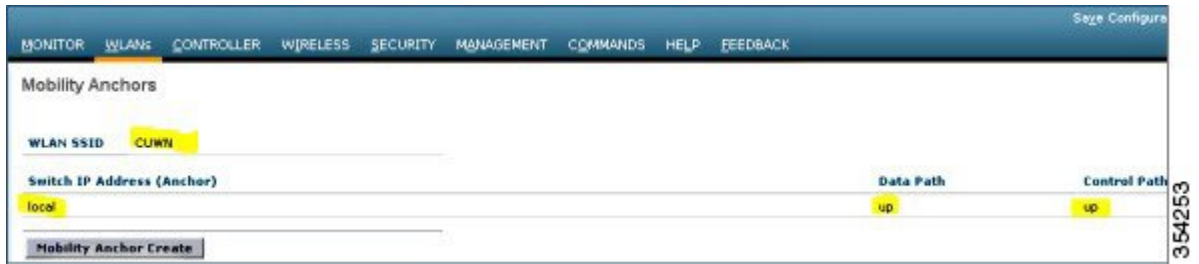 Save Configura
MONITOR WLANs CONTROLLER WIRELESS SECURITY MANAGEMENT COMMANDS HELP FEEDBACK
Mobility Anchors
WLAN SSID CUWN
Switch IP Address (Anchor) Data Path Control Path
local up up
Mobility Anchor Create
354253